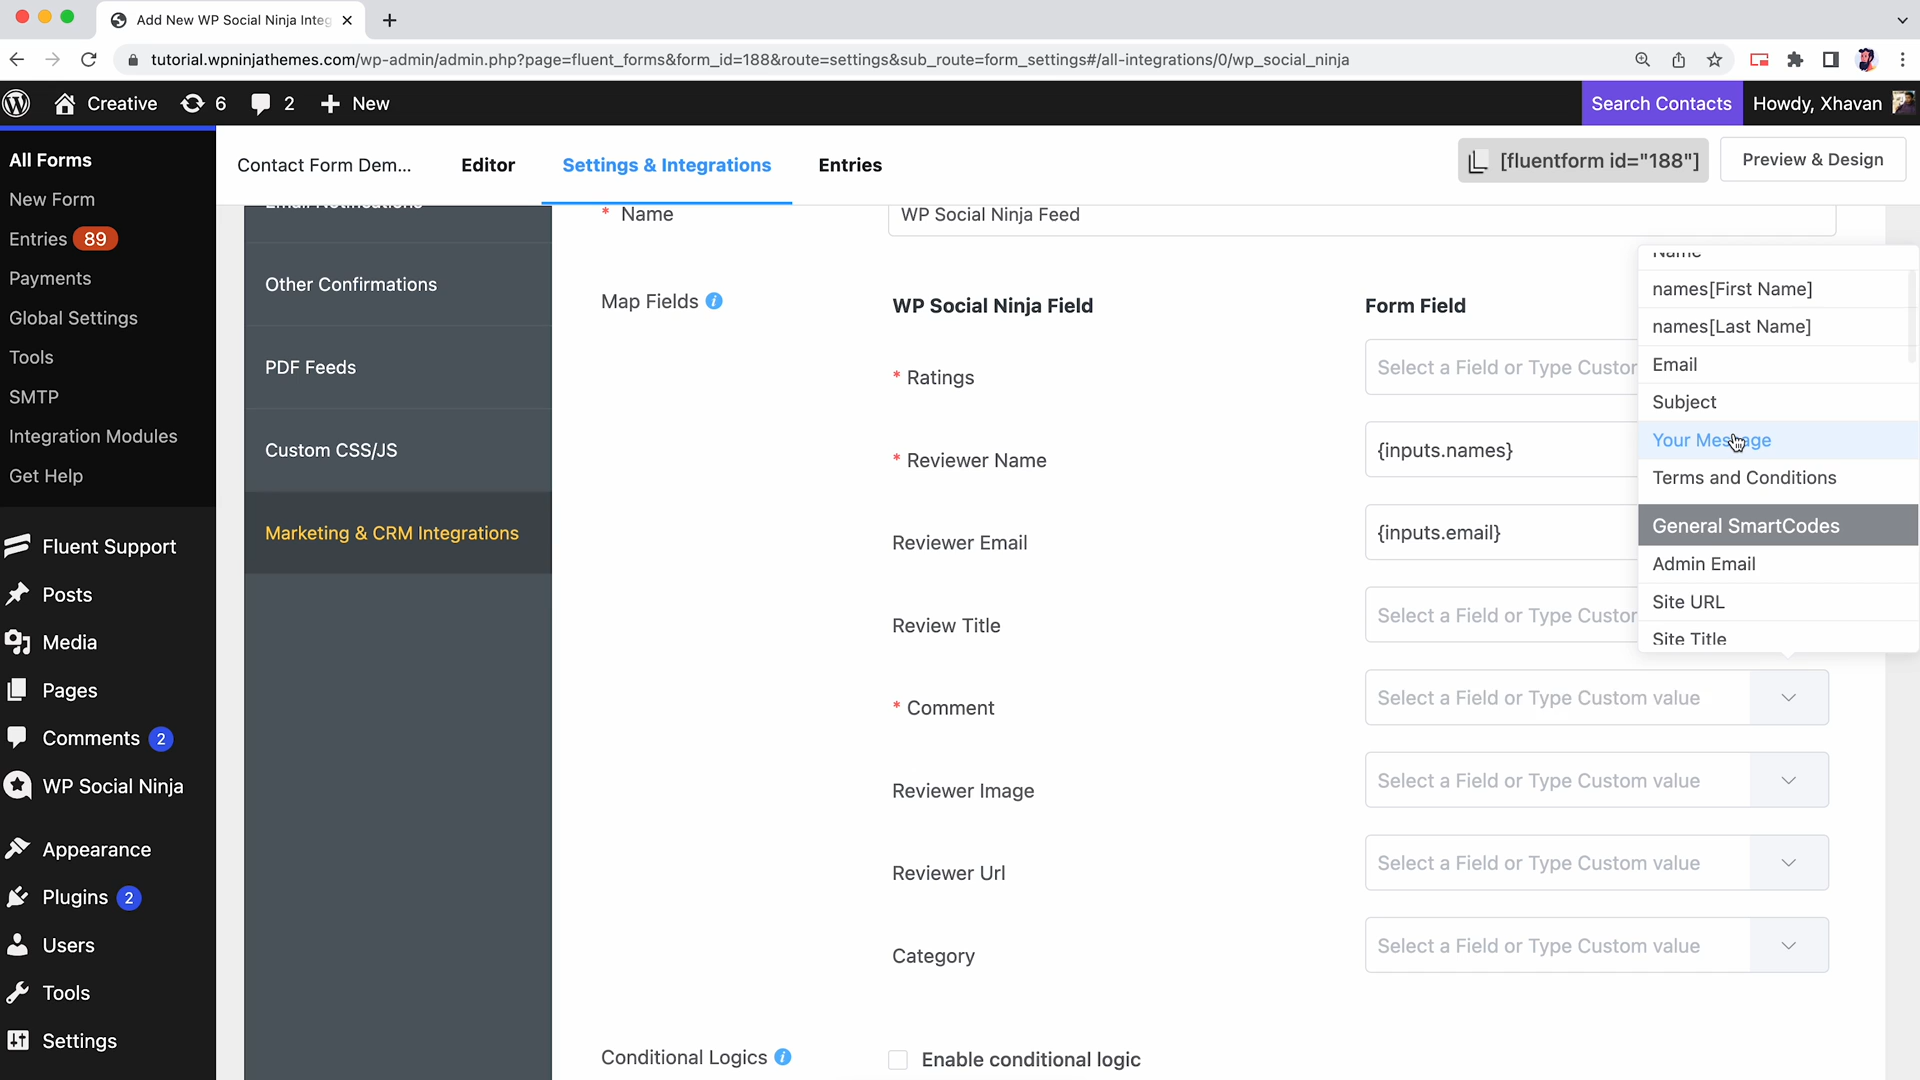 Add New WP Social Ninja Integ
tutorial.wpninjathemes.com/wp-admin/admin.php?page=fluent_forms&form_id=188&route=settings&sub_route=form_settings#/all-integrations/0/wp_social_ninja
Creative
6
2
New
Search Contacts
Howdy, Xhavan
All Forms
New Form
Entries 89
Payments
Global Settings
Tools
SMTP
Integration Modules
Get Help
Fluent Support
Posts
Media
Pages
Comments 2
WP Social Ninja
Appearance
Plugins 2
Users
Tools
Settings
Contact Form Dem...
Editor
Settings & Integrations
Entries
[fluentform id="188"]
Preview & Design
Email Notifications
Other Confirmations
PDF Feeds
Custom CSS/JS
Marketing & CRM Integrations
* Name
WP Social Ninja Feed
Map Fields
WP Social Ninja Field
Form Field
* Ratings
Select a Field or Type Custor
* Reviewer Name
{inputs.names}
Reviewer Email
{inputs.email}
Review Title
Select a Field or Type Custor
* Comment
Select a Field or Type Custom value
Reviewer Image
Select a Field or Type Custom value
Reviewer Url
Select a Field or Type Custom value
Category
Select a Field or Type Custom value
Conditional Logics
Enable conditional logic
Name
names[First Name]
names[Last Name]
Email
Subject
Your Message
Terms and Conditions
General SmartCodes
Admin Email
Site URL
Site Title